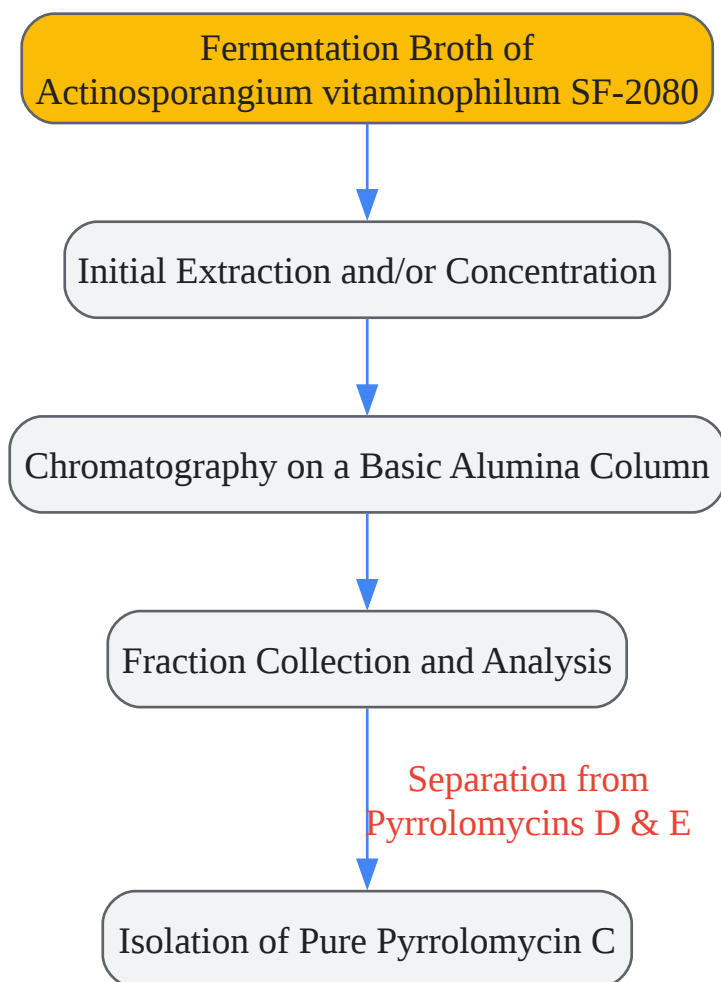 Fermentation Broth of
Actinosporangium vitaminophilum SF-2080
Initial Extraction and/or Concentration
Chromatography on a Basic Alumina Column
Fraction Collection and Analysis
Separation from
Pyrrolomycins D & E
Isolation of Pure Pyrrolomycin C